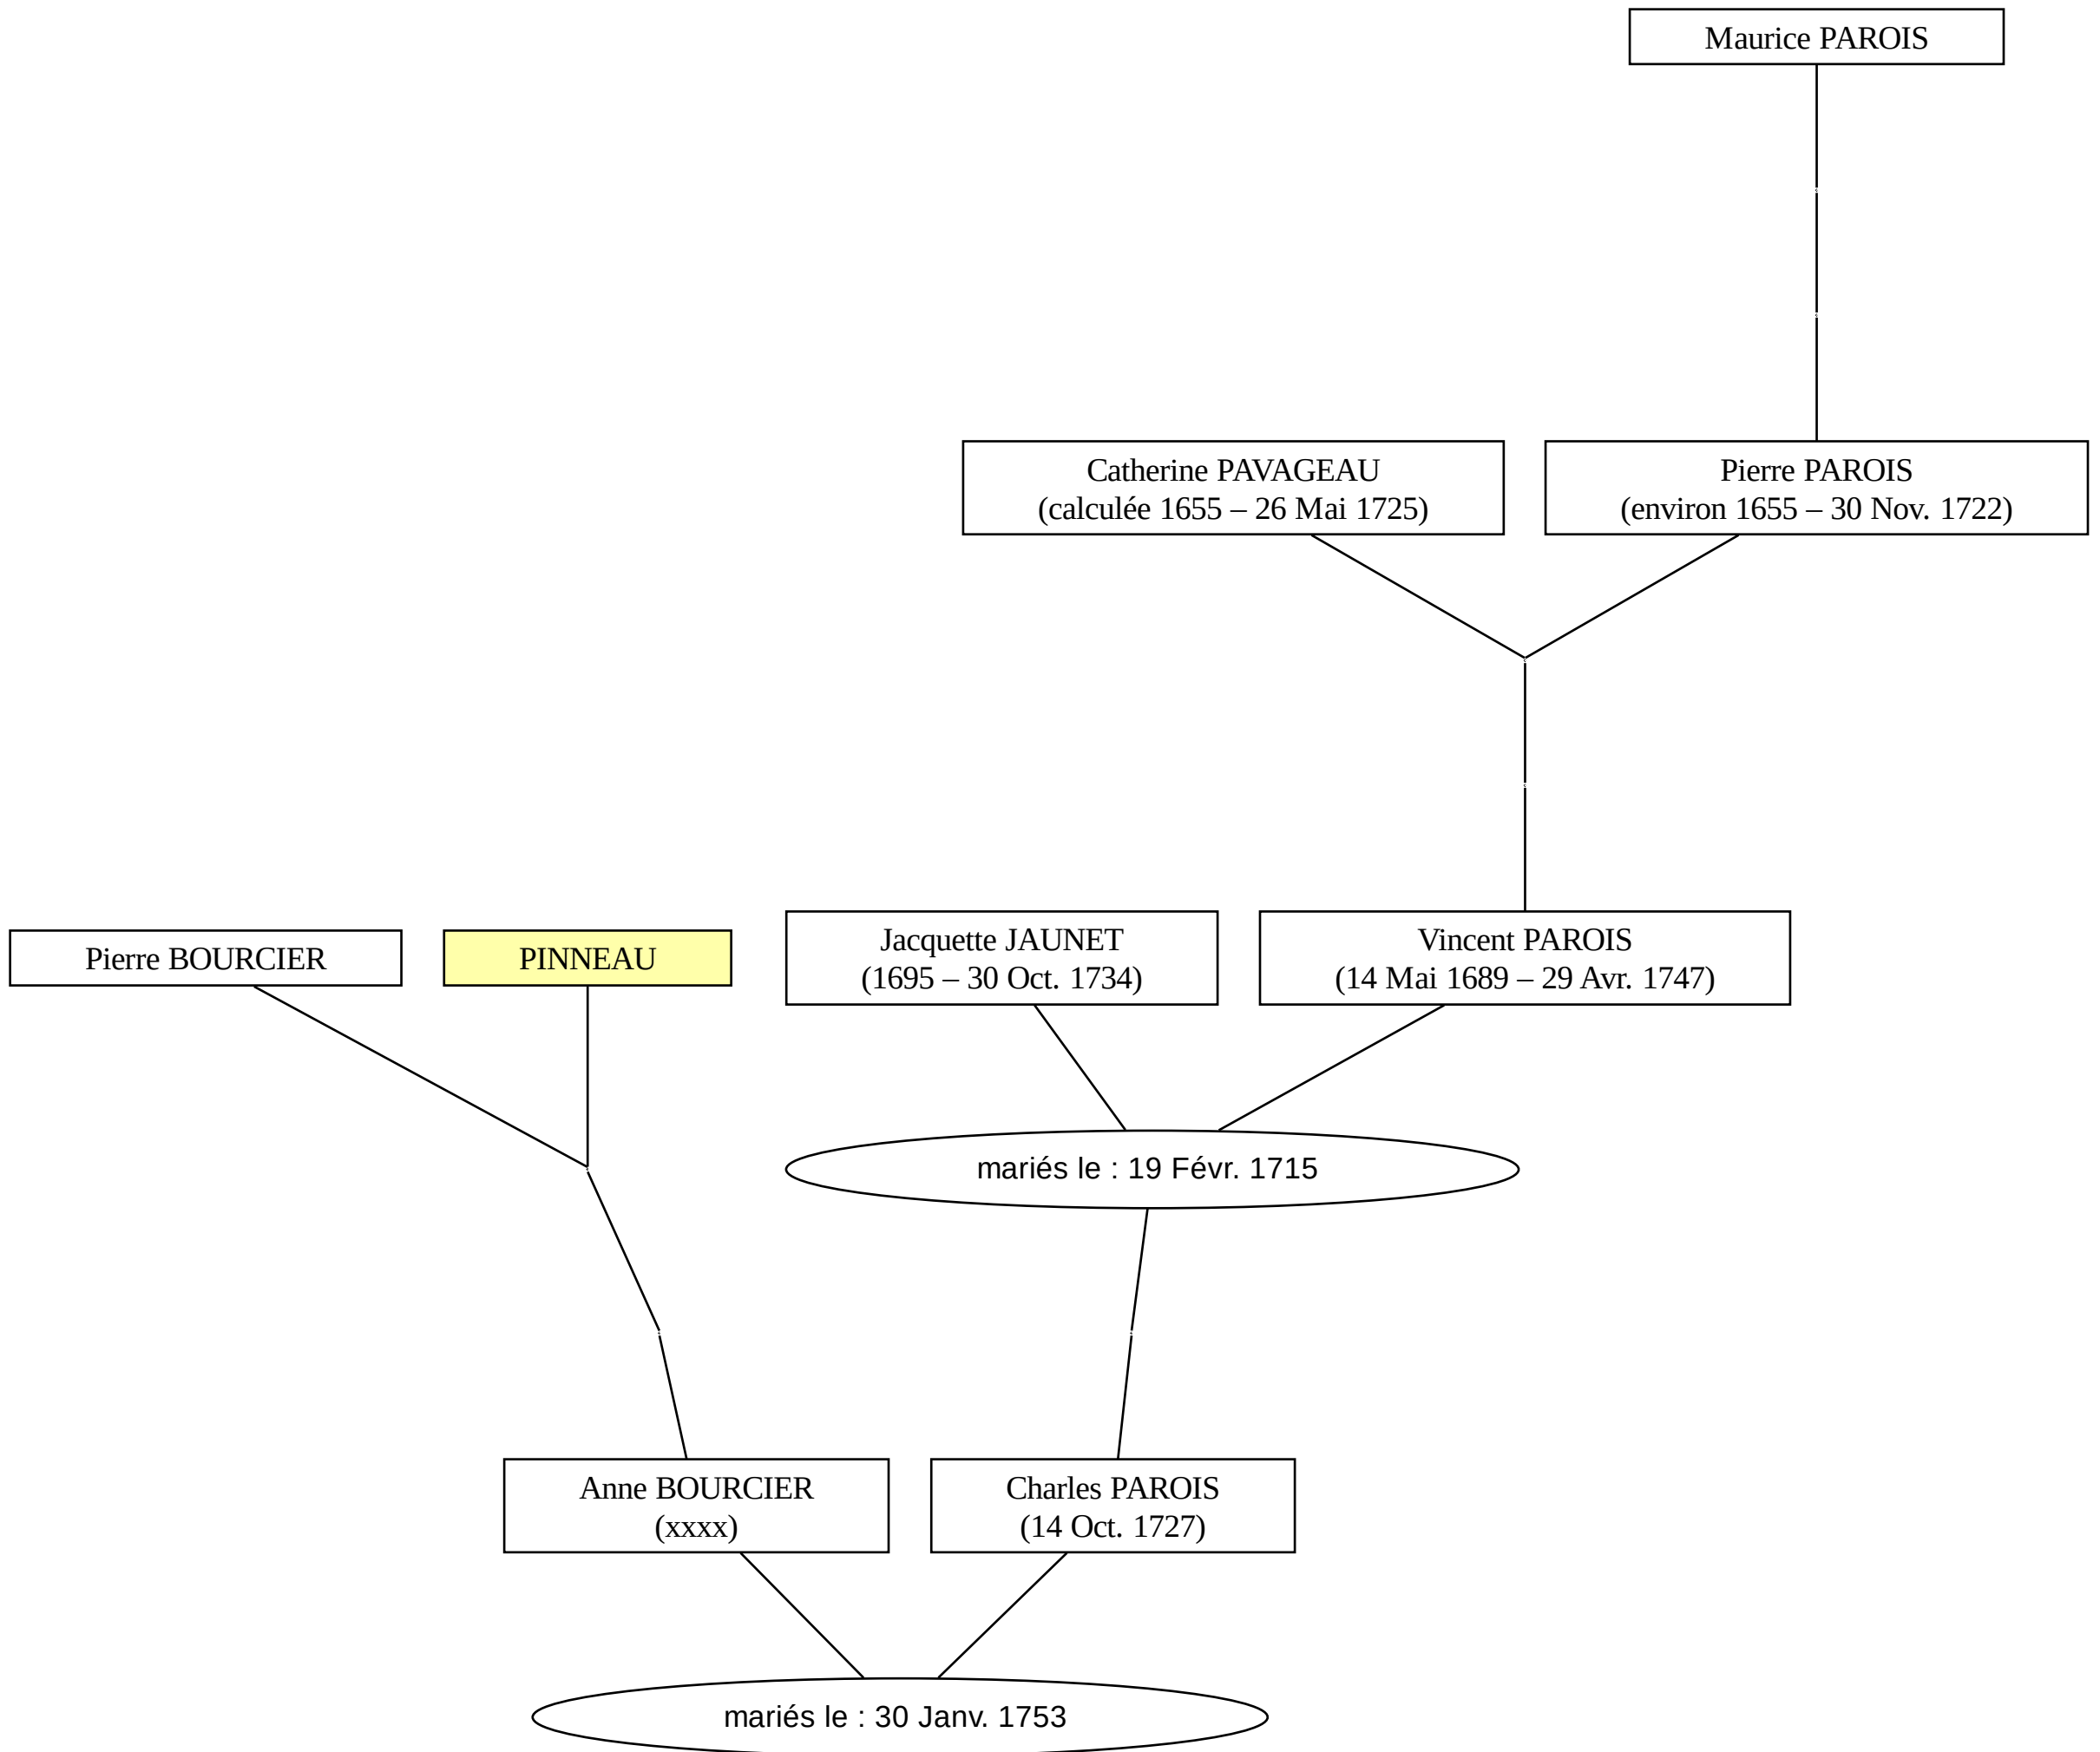 Maurice PAROIS
Catherine PAVAGEAU
(calculée 1655 – 26 Mai 1725)
Pierre PAROIS
(environ 1655 – 30 Nov. 1722)
Pierre BOURCIER
PINNEAU
Jacquette JAUNET
(1695 – 30 Oct. 1734)
Vincent PAROIS
(14 Mai 1689 – 29 Avr. 1747)
mariés le : 19 Févr. 1715
Anne BOURCIER
(xxxx)
Charles PAROIS
(14 Oct. 1727)
mariés le : 30 Janv. 1753